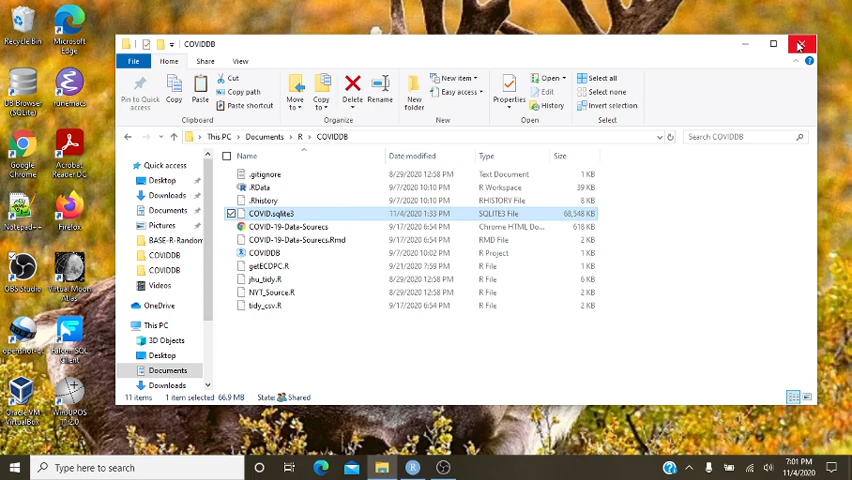 COVIDDB
File
Home
Share
View
Pin to Quick access
Copy
Paste
Cut
Copy path
Paste shortcut
Clipboard
Move to
Copy to
Delete
Rename
Organize
New folder
New item
Easy access
New
Properties
Open
Edit
History
Open
Select all
Select none
Invert selection
Select
This PC
Documents
R
COVIDDB
Search COVIDDB
Quick access
Desktop
Downloads
Documents
Pictures
BASE-R-Random
COVIDDB
COVIDDB
Videos
OneDrive
This PC
3D Objects
Desktop
Documents
Downloads
Name Date modified Type Size
.gitignore 8/29/2020 12:58 PM Text Document 1 KB
.RData 9/7/2020 10:10 PM R Workspace 39 KB
.Rhistory 9/7/2020 10:10 PM RHISTORY File 8 KB
COVID.sqlite3 11/4/2020 1:33 PM SQLITE3 File 68,548 KB
COVID-19-Data-Sourecs 9/17/2020 6:54 PM Chrome HTML Do... 618 KB
COVID-19-Data-Sourecs.Rmd 9/17/2020 6:54 PM RMD File 2 KB
COVIDDB 9/7/2020 10:02 PM R Project 1 KB
getECDPC.R 9/21/2020 7:59 PM R File 1 KB
jhu_tidy.R 8/29/2020 12:58 PM R File 6 KB
NYT_Source.R 8/29/2020 12:58 PM R File 2 KB
tidy_csv.R 9/17/2020 6:54 PM R File 2 KB
11 items 1 item selected 66.9 MB State: Shared
Recycle Bin
Microsoft Edge
DB Browser (SQLite)
runemacs
Google Chrome
Acrobat Reader DC
Notepad++
Firefox
OBS Studio
Virtual Moon Atlas
Falcon SQL Client
Oracle VM VirtualBox
Type here to search
7:01 PM
11/4/2020